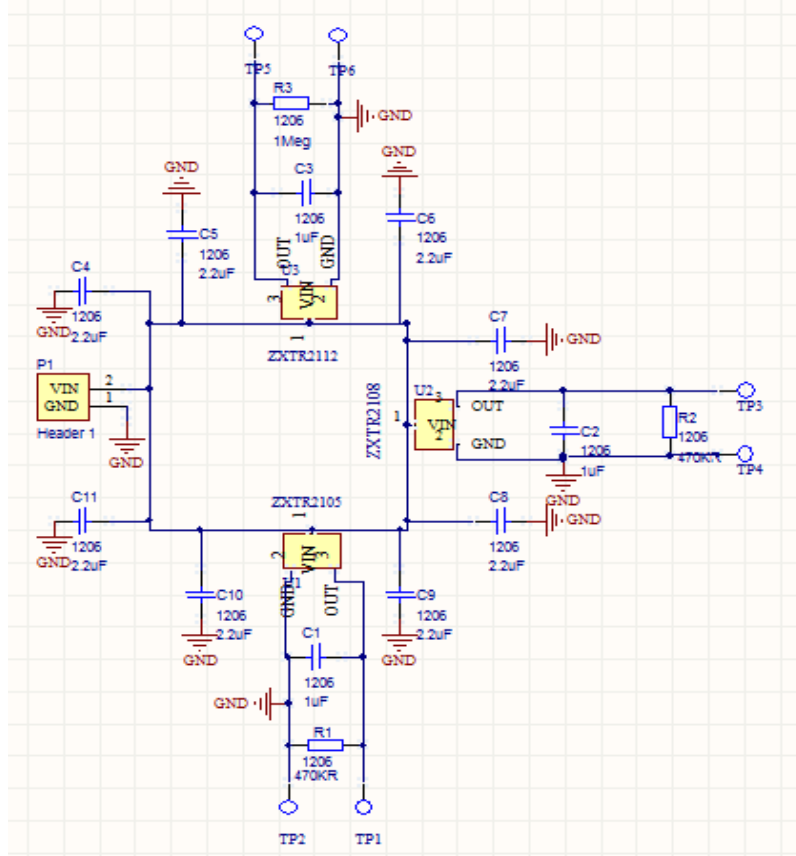 TP5
TP6
R3
1206
1Meg
GND
C3
1206
1uF
GND
GND
C5
1206
2.2uF
C6
1206
2.2uF
OUT
GND
U3
3
VIN
2
1
ZXTR2112
C4
1206
2.2uF
GND
C7
1206
2.2uF
GND
P1
VIN 2
GND 1
Header 1
GND
ZXTR2108
U2
1
3
VIN
2
OUT
GND
C2
1206
1uF
GND
R2
1206
470KR
TP3
TP4
C11
1206
2.2uF
GND
ZXTR2105
1
2
VIN
3
U1
GND
OUT
C8
1206
2.2uF
GND
C10
1206
2.2uF
GND
C9
1206
2.2uF
GND
C1
1206
1uF
GND
R1
1206
470KR
TP2
TP1